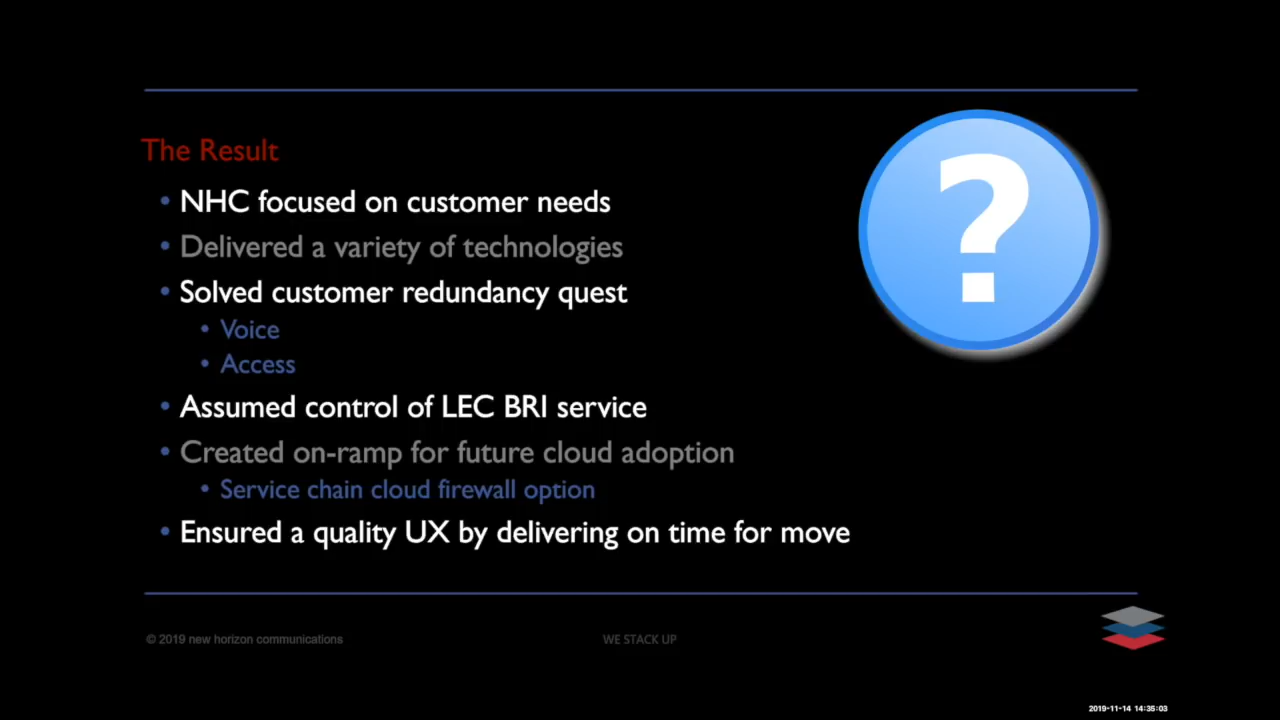 The Result
• NHC focused on customer needs
• Delivered a variety of technologies
• Solved customer redundancy quest
• Voice
• Access
• Assumed control of LEC BRI service
• Created on-ramp for future cloud adoption
• Service chain cloud firewall option
• Ensured a quality UX by delivering on time for move
?
© 2019 new horizon communications
WE STACK UP
2019-11-14 14:35:03